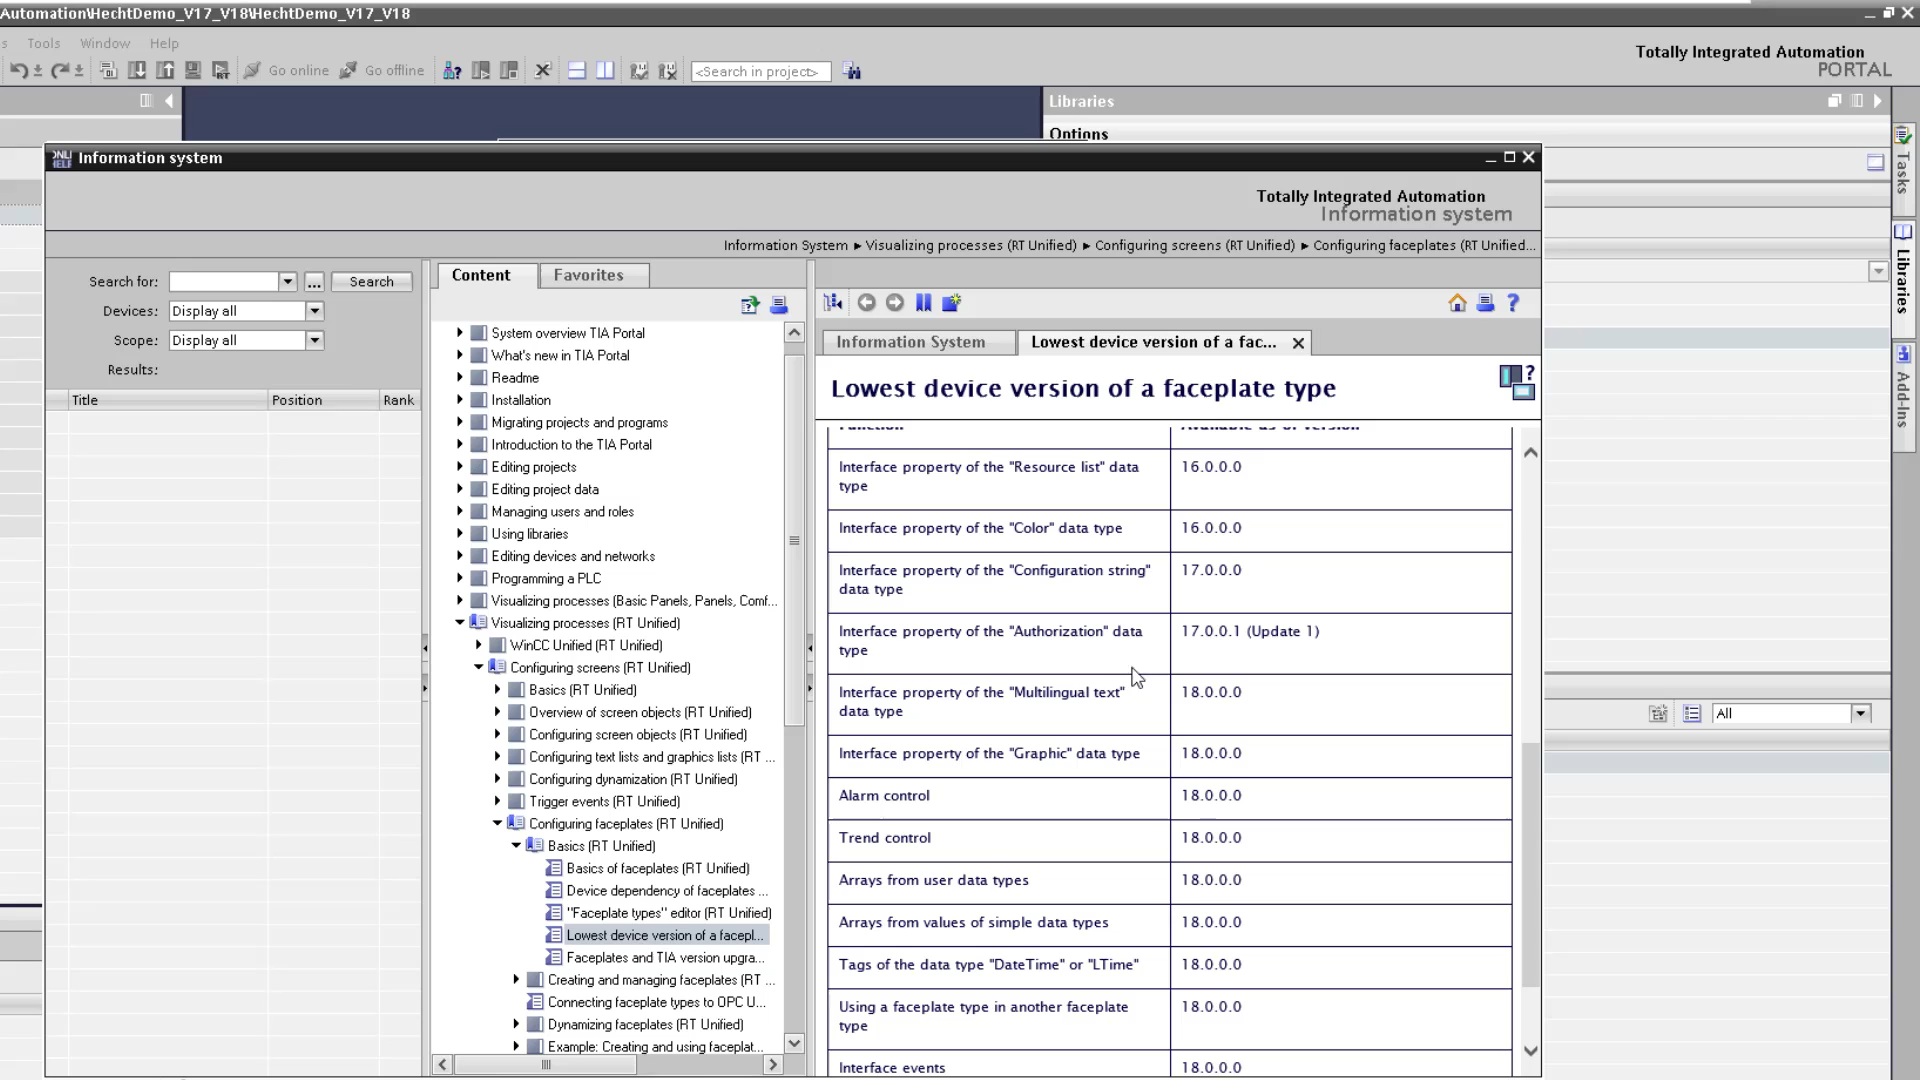 Automation\HechtDemo_V17_V18\HechtDemo_V17_V18
s Tools Window Help
Go online Go offline <Search in project>
Totally Integrated Automation
PORTAL
Libraries
Options
Information system
Totally Integrated Automation
Information system
Information System ▸ Visualizing processes (RT Unified) ▸ Configuring screens (RT Unified) ▸ Configuring faceplates (RT Unified...
Search for: ... Search
Devices: Display all
Scope: Display all
Results:
Title Position Rank
Content Favorites
System overview TIA Portal
What's new in TIA Portal
Readme
Installation
Migrating projects and programs
Introduction to the TIA Portal
Editing projects
Editing project data
Managing users and roles
Using libraries
Editing devices and networks
Programming a PLC
Visualizing processes (Basic Panels, Panels, Comf...
Visualizing processes (RT Unified)
WinCC Unified (RT Unified)
Configuring screens (RT Unified)
Basics (RT Unified)
Overview of screen objects (RT Unified)
Configuring screen objects (RT Unified)
Configuring text lists and graphics lists (RT ...
Configuring dynamization (RT Unified)
Trigger events (RT Unified)
Configuring faceplates (RT Unified)
Basics (RT Unified)
Basics of faceplates (RT Unified)
Device dependency of faceplates ...
"Faceplate types" editor (RT Unified)
Lowest device version of a facepl...
Faceplates and TIA version upgra...
Creating and managing faceplates (RT ...
Connecting faceplate types to OPC U...
Dynamizing faceplates (RT Unified)
Example: Creating and using faceplat...
Information System Lowest device version of a fac...
Lowest device version of a faceplate type
Function Available as of version
Interface property of the "Resource list" data
type
16.0.0.0
Interface property of the "Color" data type 16.0.0.0
Interface property of the "Configuration string"
data type
17.0.0.0
Interface property of the "Authorization" data
type
17.0.0.1 (Update 1)
Interface property of the "Multilingual text"
data type
18.0.0.0
Interface property of the "Graphic" data type 18.0.0.0
Alarm control 18.0.0.0
Trend control 18.0.0.0
Arrays from user data types 18.0.0.0
Arrays from values of simple data types 18.0.0.0
Tags of the data type "DateTime" or "LTime" 18.0.0.0
Using a faceplate type in another faceplate
type
18.0.0.0
Interface events 18.0.0.0
All
Tasks
Libraries
Add-Ins